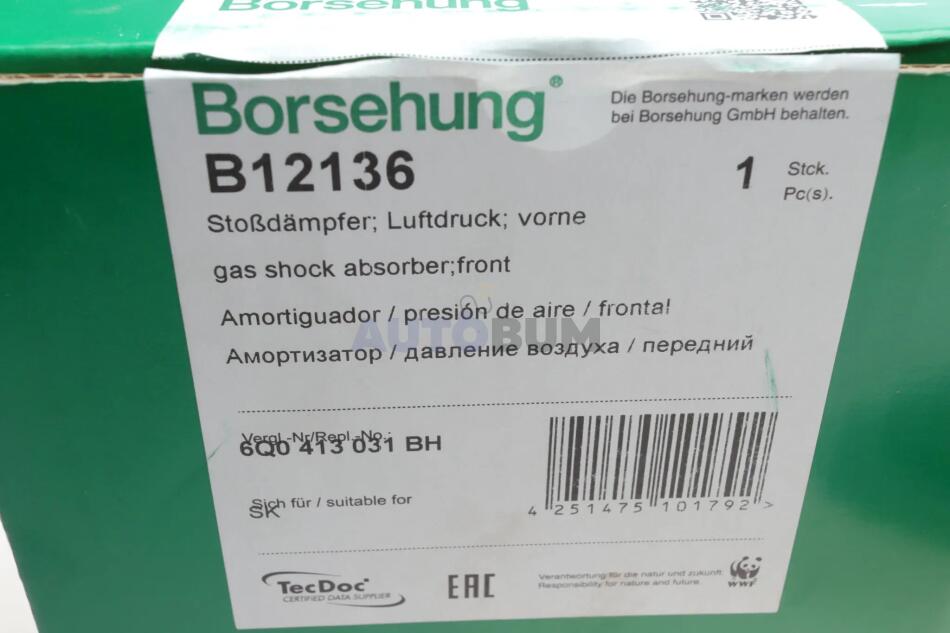 Borsehung
Borsehung®
Die Borsehung-marken werden
bei Borsehung GmbH behalten.
B12136
1 Stck.
Pc(s).
Stoßdämpfer; Luftdruck; vorne
gas shock absorber;front
Amortiguador / presión de aire / frontal
AUTOBUM
Амортизатор / давление воздуха / передний
Vergl.-Nr/Repl.-No.:
6Q0 413 031 BH
Sich für / suitable for
SK
4 251475 101792 >
TecDoc
CERTIFIED DATA SUPPLIER
EAC
Verantwortung für die natur und zukunft.
Responsibility for nature and future.
WWF